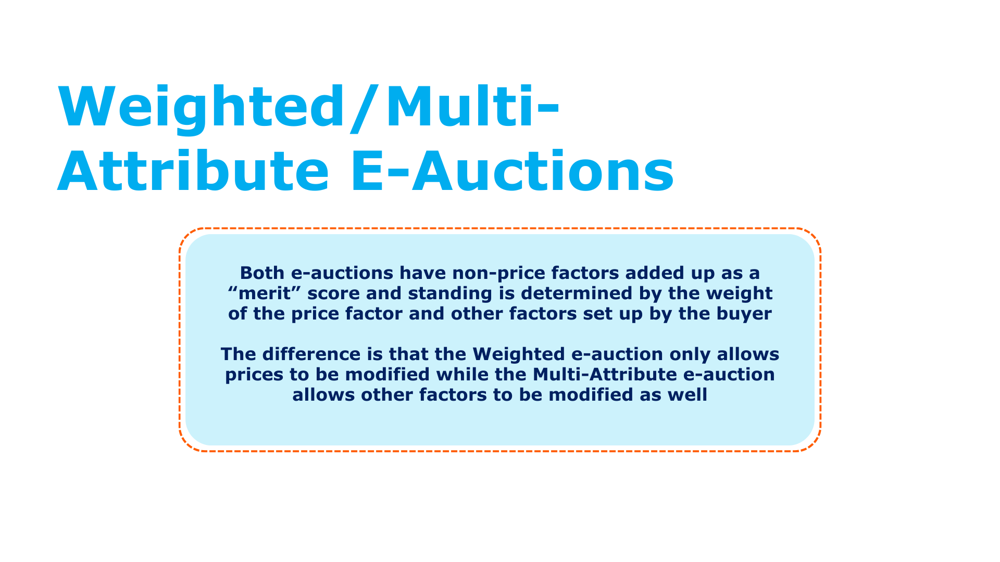 Weighted/Multi-
Attribute E-Auctions
Both e-auctions have non-price factors added up as a
“merit” score and standing is determined by the weight
of the price factor and other factors set up by the buyer
The difference is that the Weighted e-auction only allows
prices to be modified while the Multi-Attribute e-auction
allows other factors to be modified as well